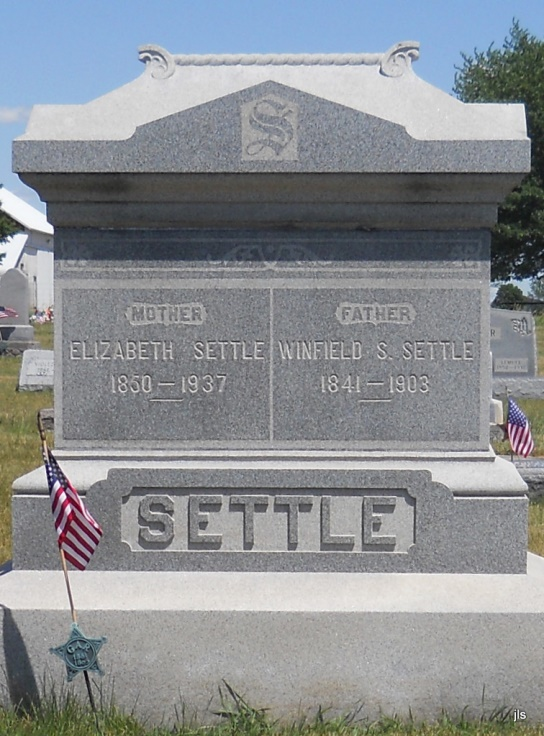 S
MOTHER
ELIZABETH SETTLE
1850 – 1937
FATHER
WINFIELD S. SETTLE
1841 – 1903
SETTLE
jls